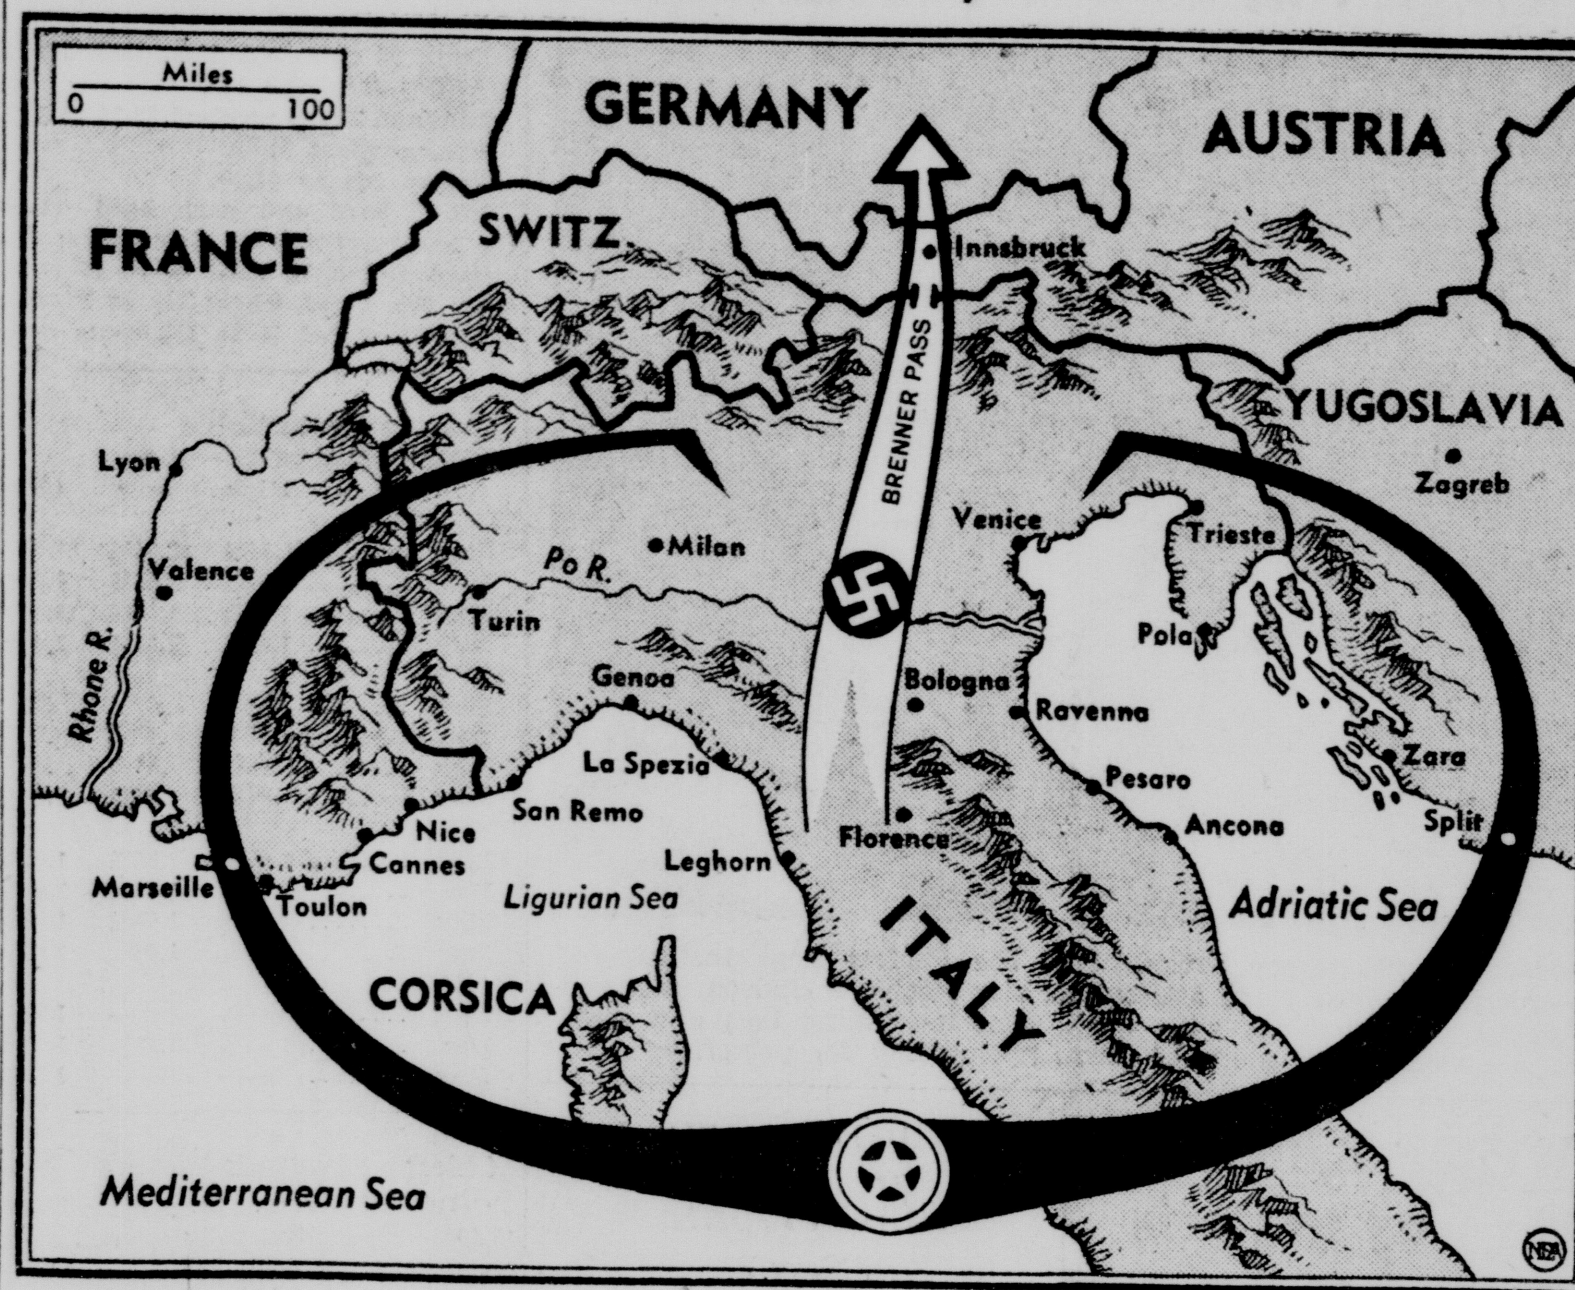 Miles
0 100
GERMANY
AUSTRIA
SWITZ.
FRANCE
Innsbruck
BRENNER PASS
YUGOSLAVIA
Zagreb
Lyon
Venice
Trieste
Milan
Po R.
Valence
Turin
Pola
Rhone R.
Genoa
Bologna
Ravenna
La Spezia
Zara
Pesaro
San Remo
Nice
Split
Ancona
Florence
Cannes
Leghorn
Marseille
Toulon
Ligurian Sea
Adriatic Sea
ITALY
CORSICA
Mediterranean Sea
NEA